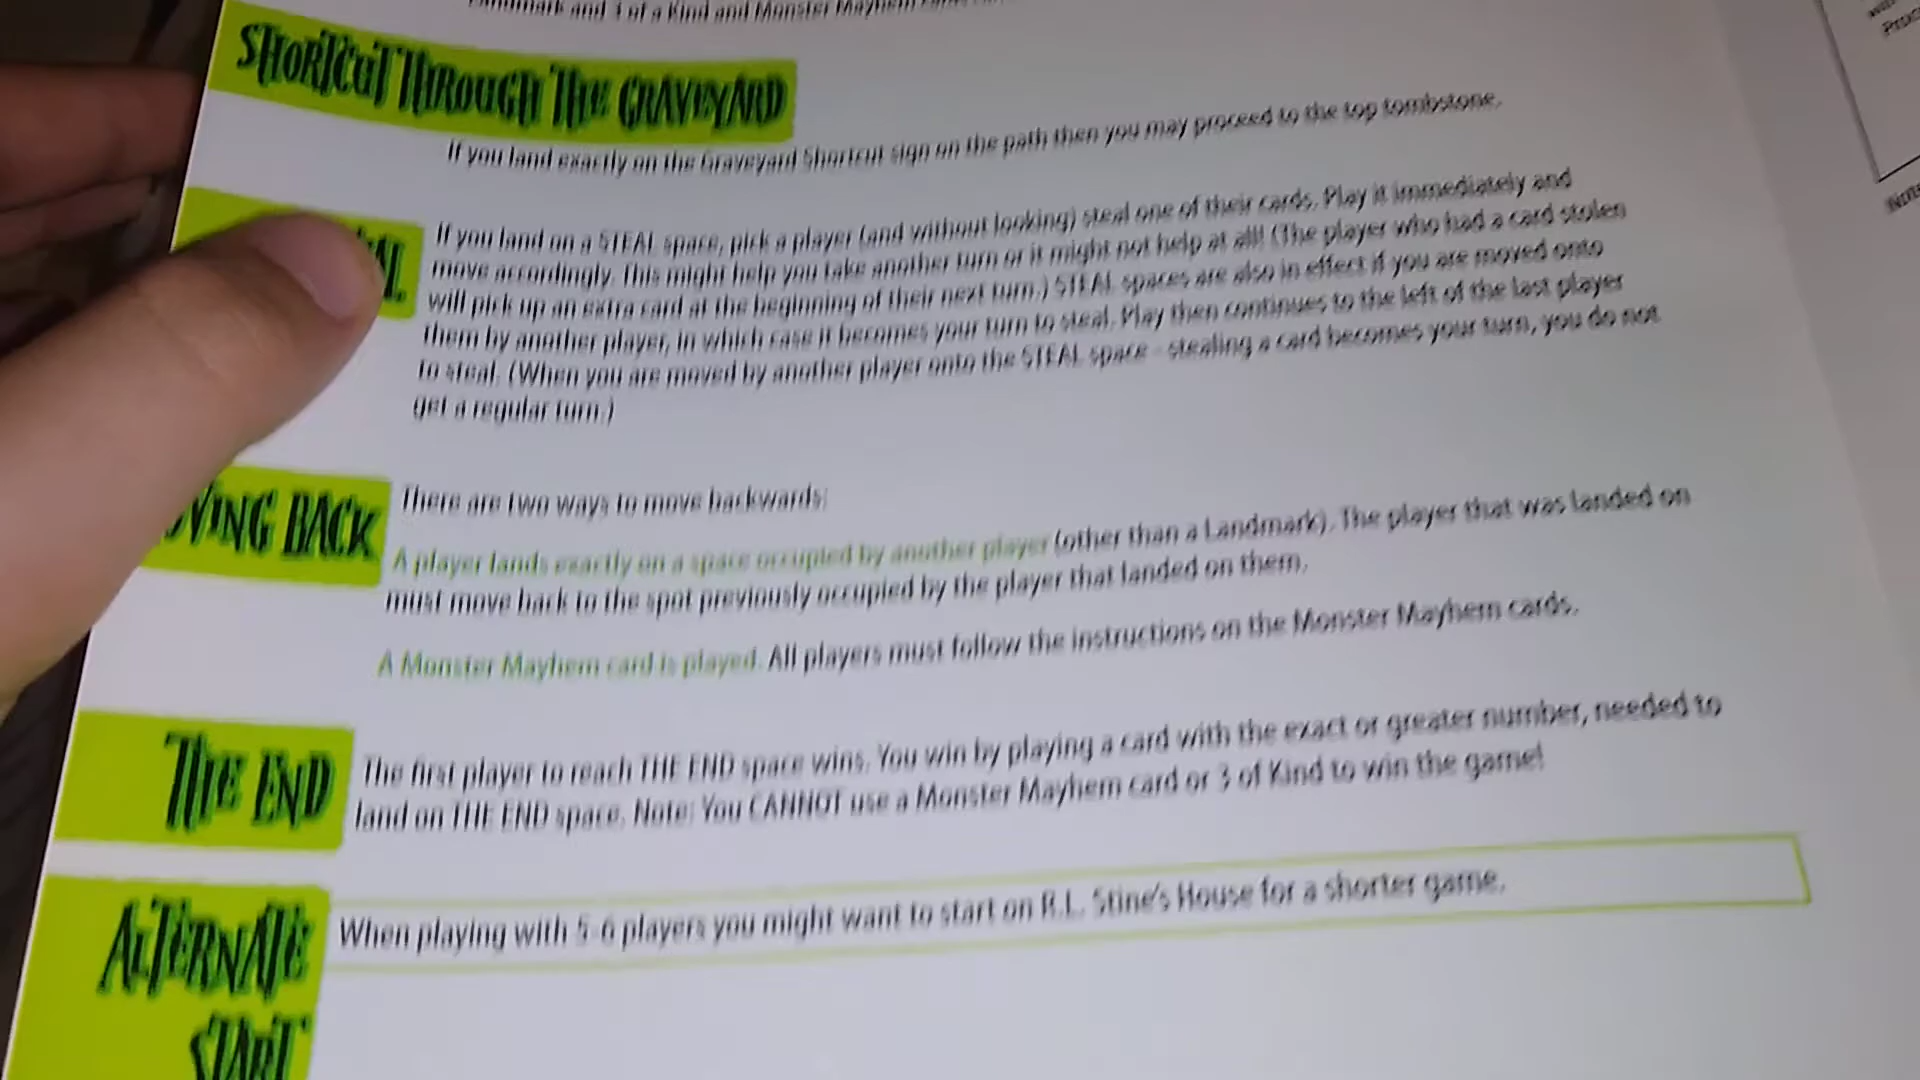 Landmark and 3 of a Kind and Monster Mayhem
SHORTCUT THROUGH THE GRAVEYARD
If you land exactly on the Graveyard Shortcut sign on the path then you may proceed to the top tombstone.
If you land on a STEAL space, pick a player (and without looking) steal one of their cards. Play it immediately and
move accordingly. This might help you take another turn or it might not help at all! (The player who had a card stolen
will pick up an extra card at the beginning of their next turn.) STEAL spaces are also in effect if you are moved onto
them by another player, in which case it becomes your turn to steal. Play then continues to the left of the last player
to steal. (When you are moved by another player onto the STEAL space - stealing a card becomes your turn, you do not
get a regular turn.)
VING BACK
There are two ways to move backwards:
A player lands exactly on a space occupied by another player (other than a Landmark). The player that was landed on
must move back to the spot previously occupied by the player that landed on them.
A Monster Mayhem card is played. All players must follow the instructions on the Monster Mayhem cards.
THE END
The first player to reach THE END space wins. You win by playing a card with the exact or greater number, needed to
land on THE END space. Note: You CANNOT use a Monster Mayhem card or 3 of Kind to win the game!
ALTERNATE
START
When playing with 5-6 players you might want to start on R.L. Stine's House for a shorter game.